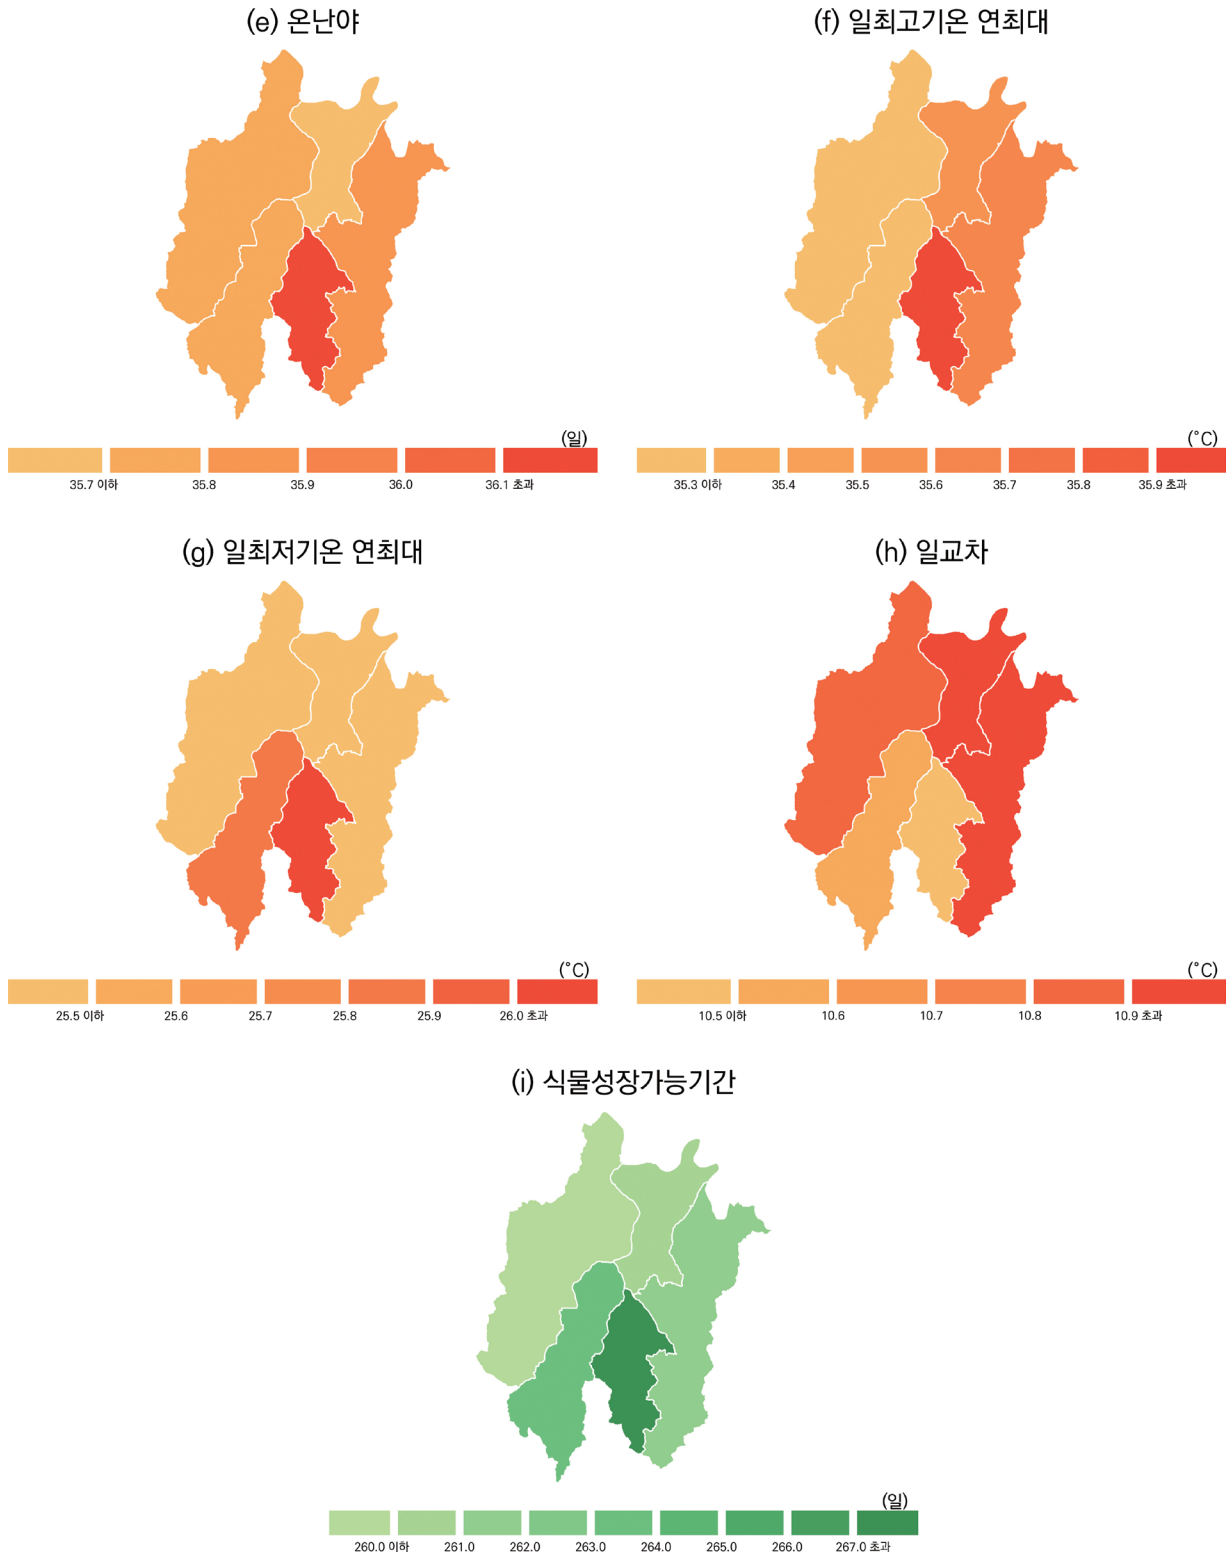 (e) 온난야
(f) 일최고기온 연최대
(일)
35.7 이하 35.8 35.9 36.0 36.1 초과
(°C)
35.3 이하 35.4 35.5 35.6 35.7 35.8 35.9 초과
(g) 일최저기온 연최대
(h) 일교차
(°C)
25.5 이하 25.6 25.7 25.8 25.9 26.0 초과
(°C)
10.5 이하 10.6 10.7 10.8 10.9 초과
(i) 식물성장가능기간
(일)
260.0 이하 261.0 262.0 263.0 264.0 265.0 266.0 267.0 초과